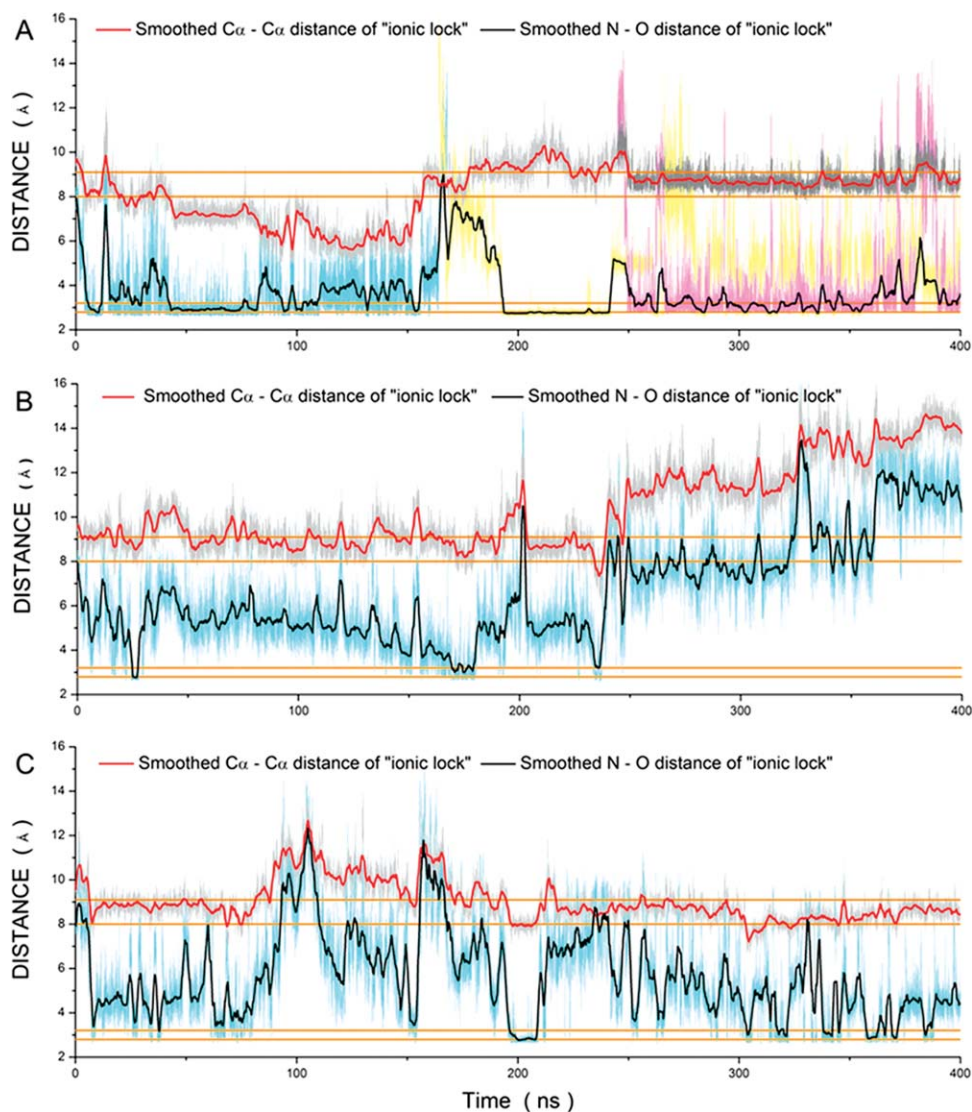 A
Smoothed Cα - Cα distance of "ionic lock" Smoothed N - O distance of "ionic lock"
DISTANCE ( Å )
16
14
12
10
8
6
4
2
0 100 200 300 400
B
Smoothed Cα - Cα distance of "ionic lock" Smoothed N - O distance of "ionic lock"
DISTANCE ( Å )
16
14
12
10
8
6
4
2
0 100 200 300 400
C
Smoothed Cα - Cα distance of "ionic lock" Smoothed N - O distance of "ionic lock"
DISTANCE ( Å )
16
14
12
10
8
6
4
2
0 100 200 300 400
Time ( ns )